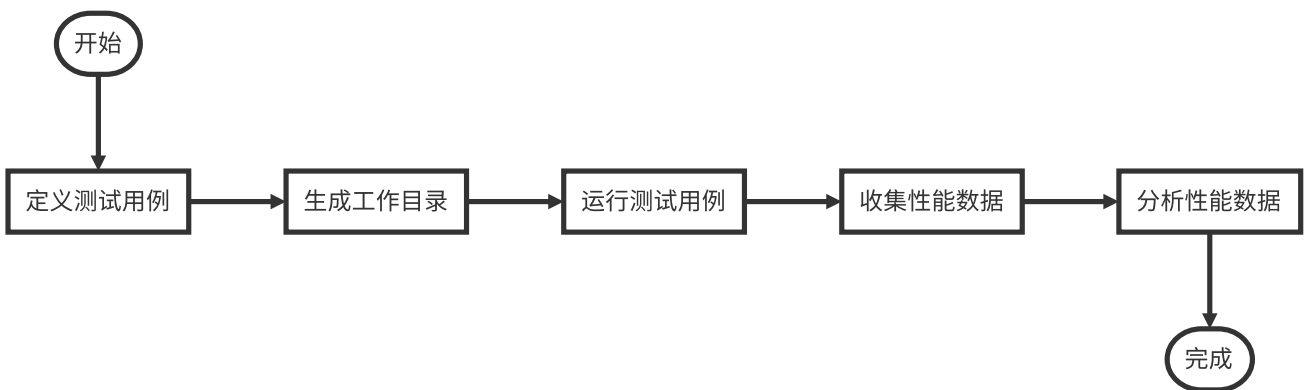 开始
定义测试用例
生成工作目录
运行测试用例
收集性能数据
分析性能数据
完成